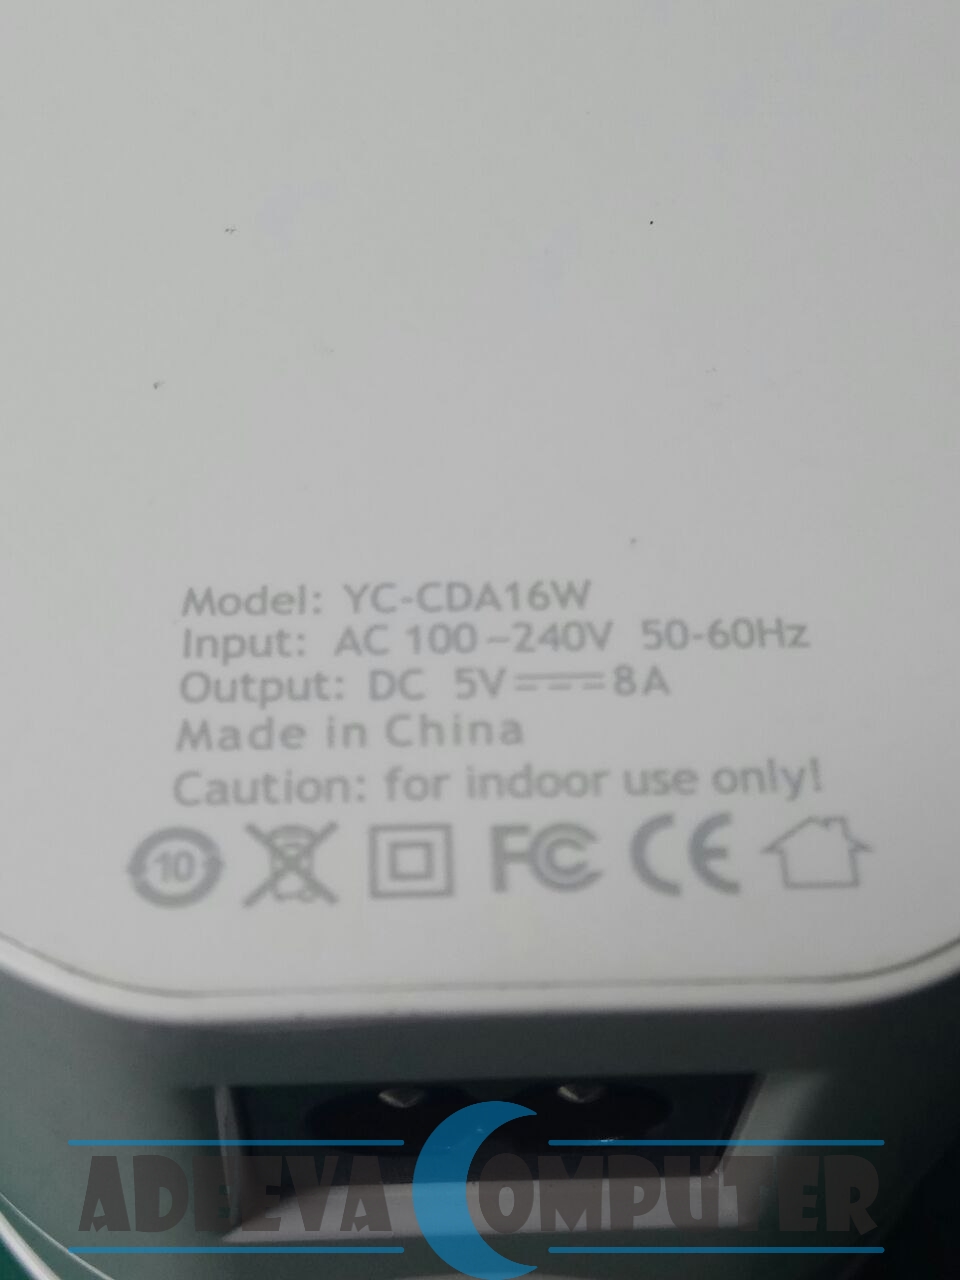 Model: YC-CDA16W
Input: AC 100-240V 50-60Hz
Output: DC 5V⎓8A
Made in China
Caution: for indoor use only!
10 FC CE
ADEEVA COMPUTER